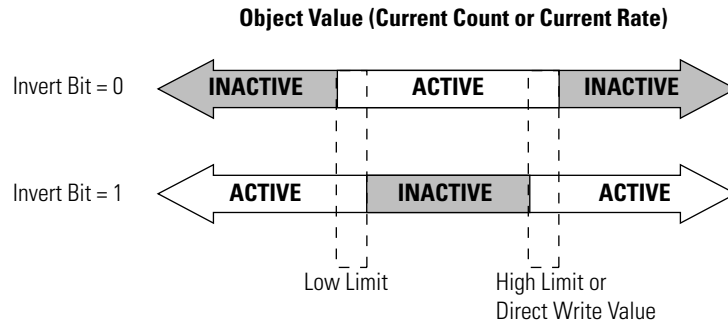 Object Value (Current Count or Current Rate)
Invert Bit = 0
INACTIVE
ACTIVE
INACTIVE
Invert Bit = 1
ACTIVE
INACTIVE
ACTIVE
Low Limit
High Limit or
Direct Write Value